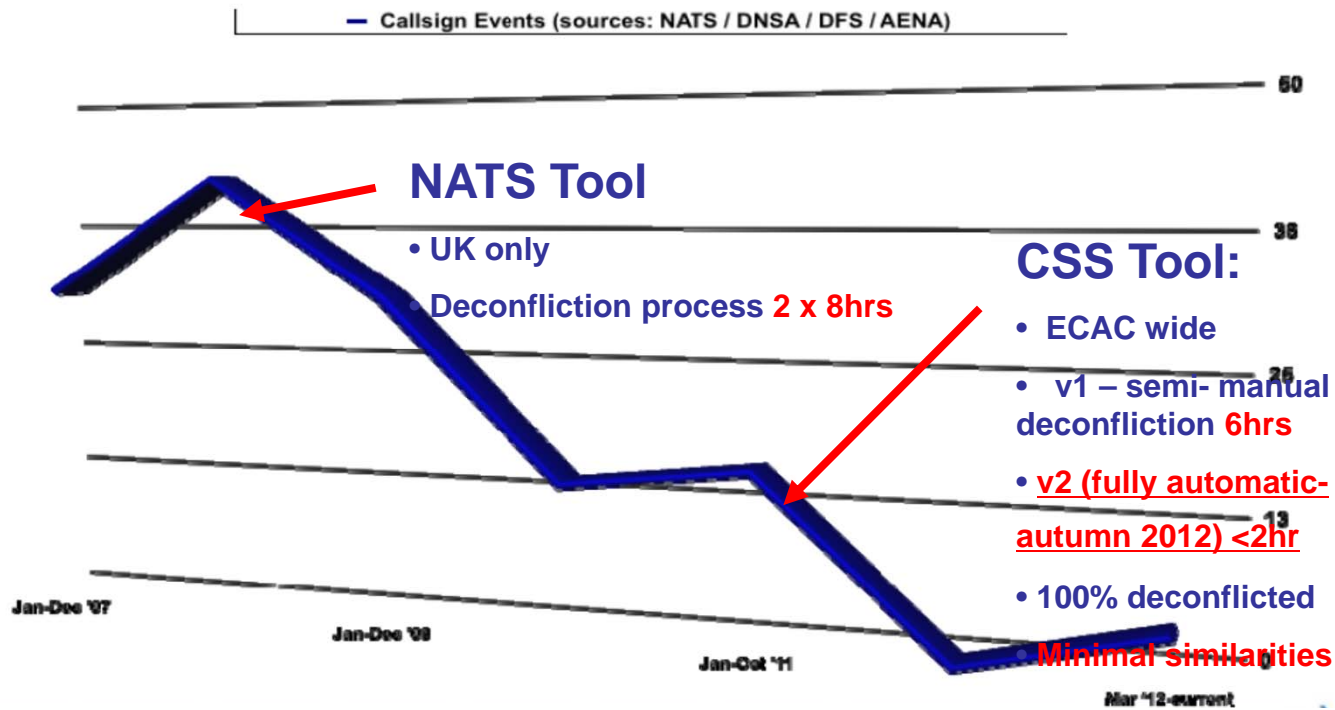 Callsign Events (sources: NATS / DNSA / DFS / AENA)
50
NATS Tool
• UK only
• Deconfliction process 2 x 8hrs
38
CSS Tool:
• ECAC wide
25
• v1 – semi- manual
deconfliction 6hrs
• v2 (fully automatic-
13
autumn 2012) <2hr
• 100% deconflicted
• Minimal similarities
0
Jan-Dec '07
Jan-Dec '09
Jan-Oct '11
Mar '12-current